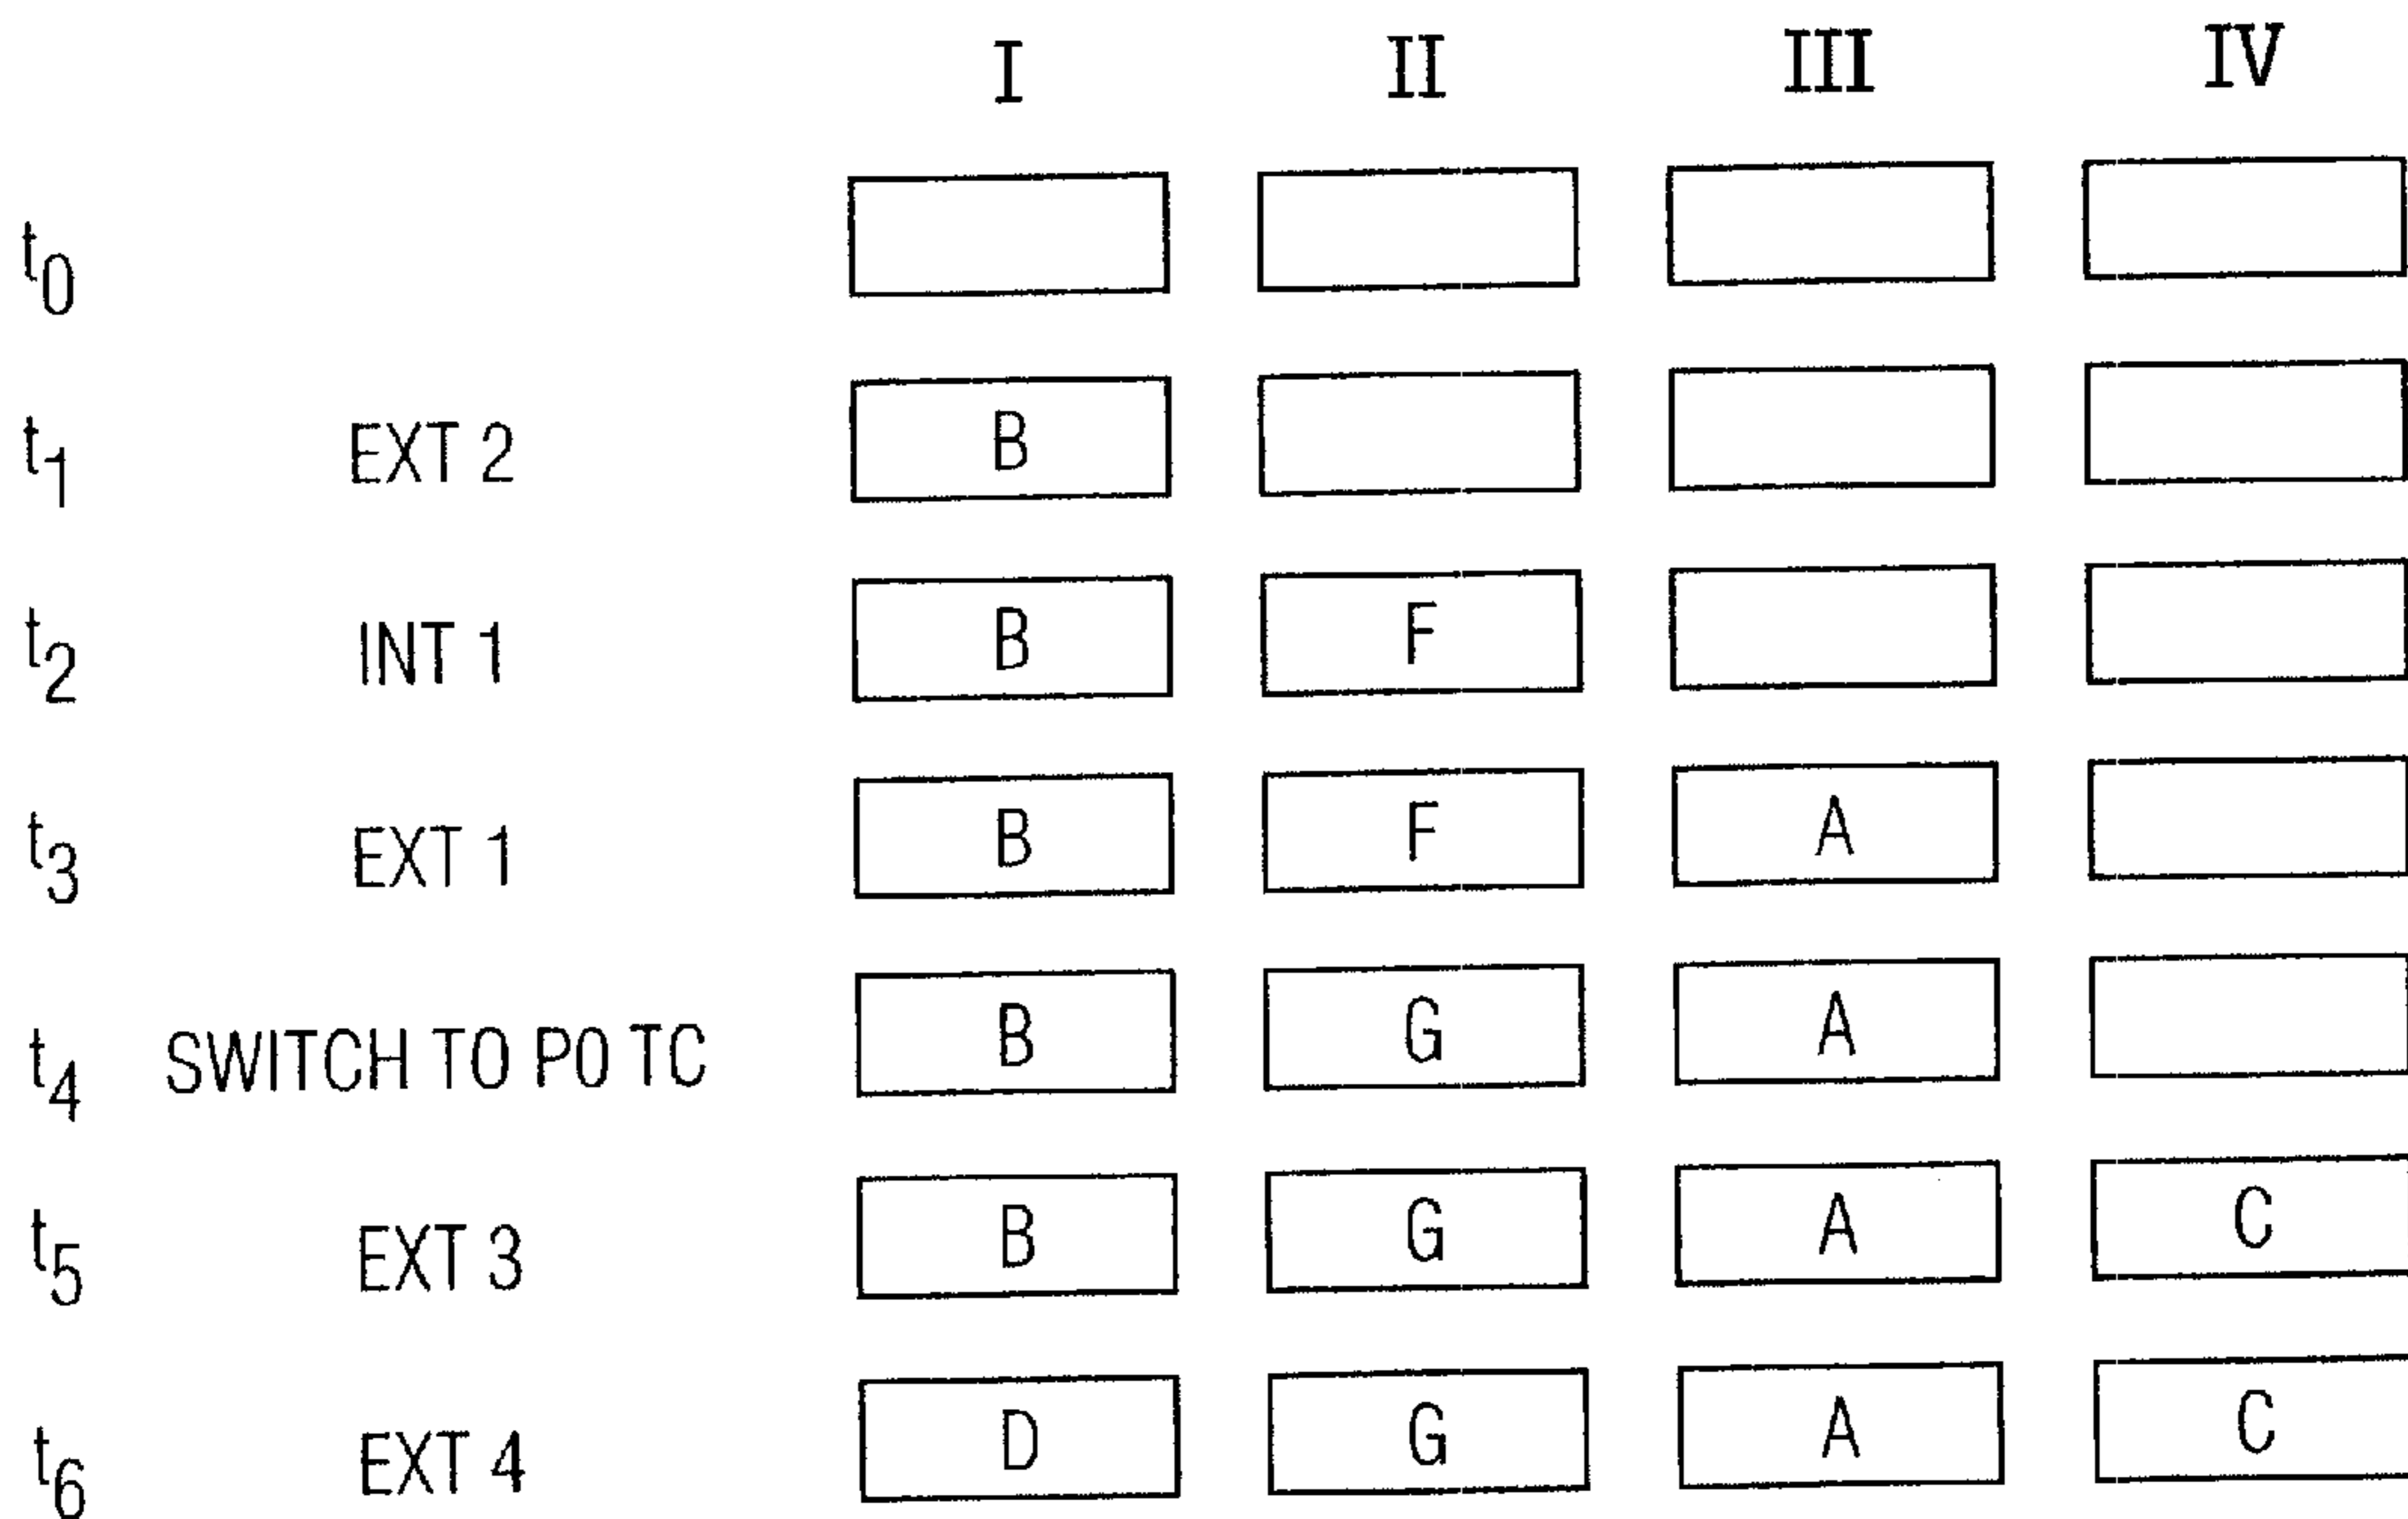 I II III IV
t0
t1 EXT 2 B
t2 INT 1 B F
t3 EXT 1 B F A
t4 SWITCH TO PO TC B G A
t5 EXT 3 B G A C
t6 EXT 4 D G A C